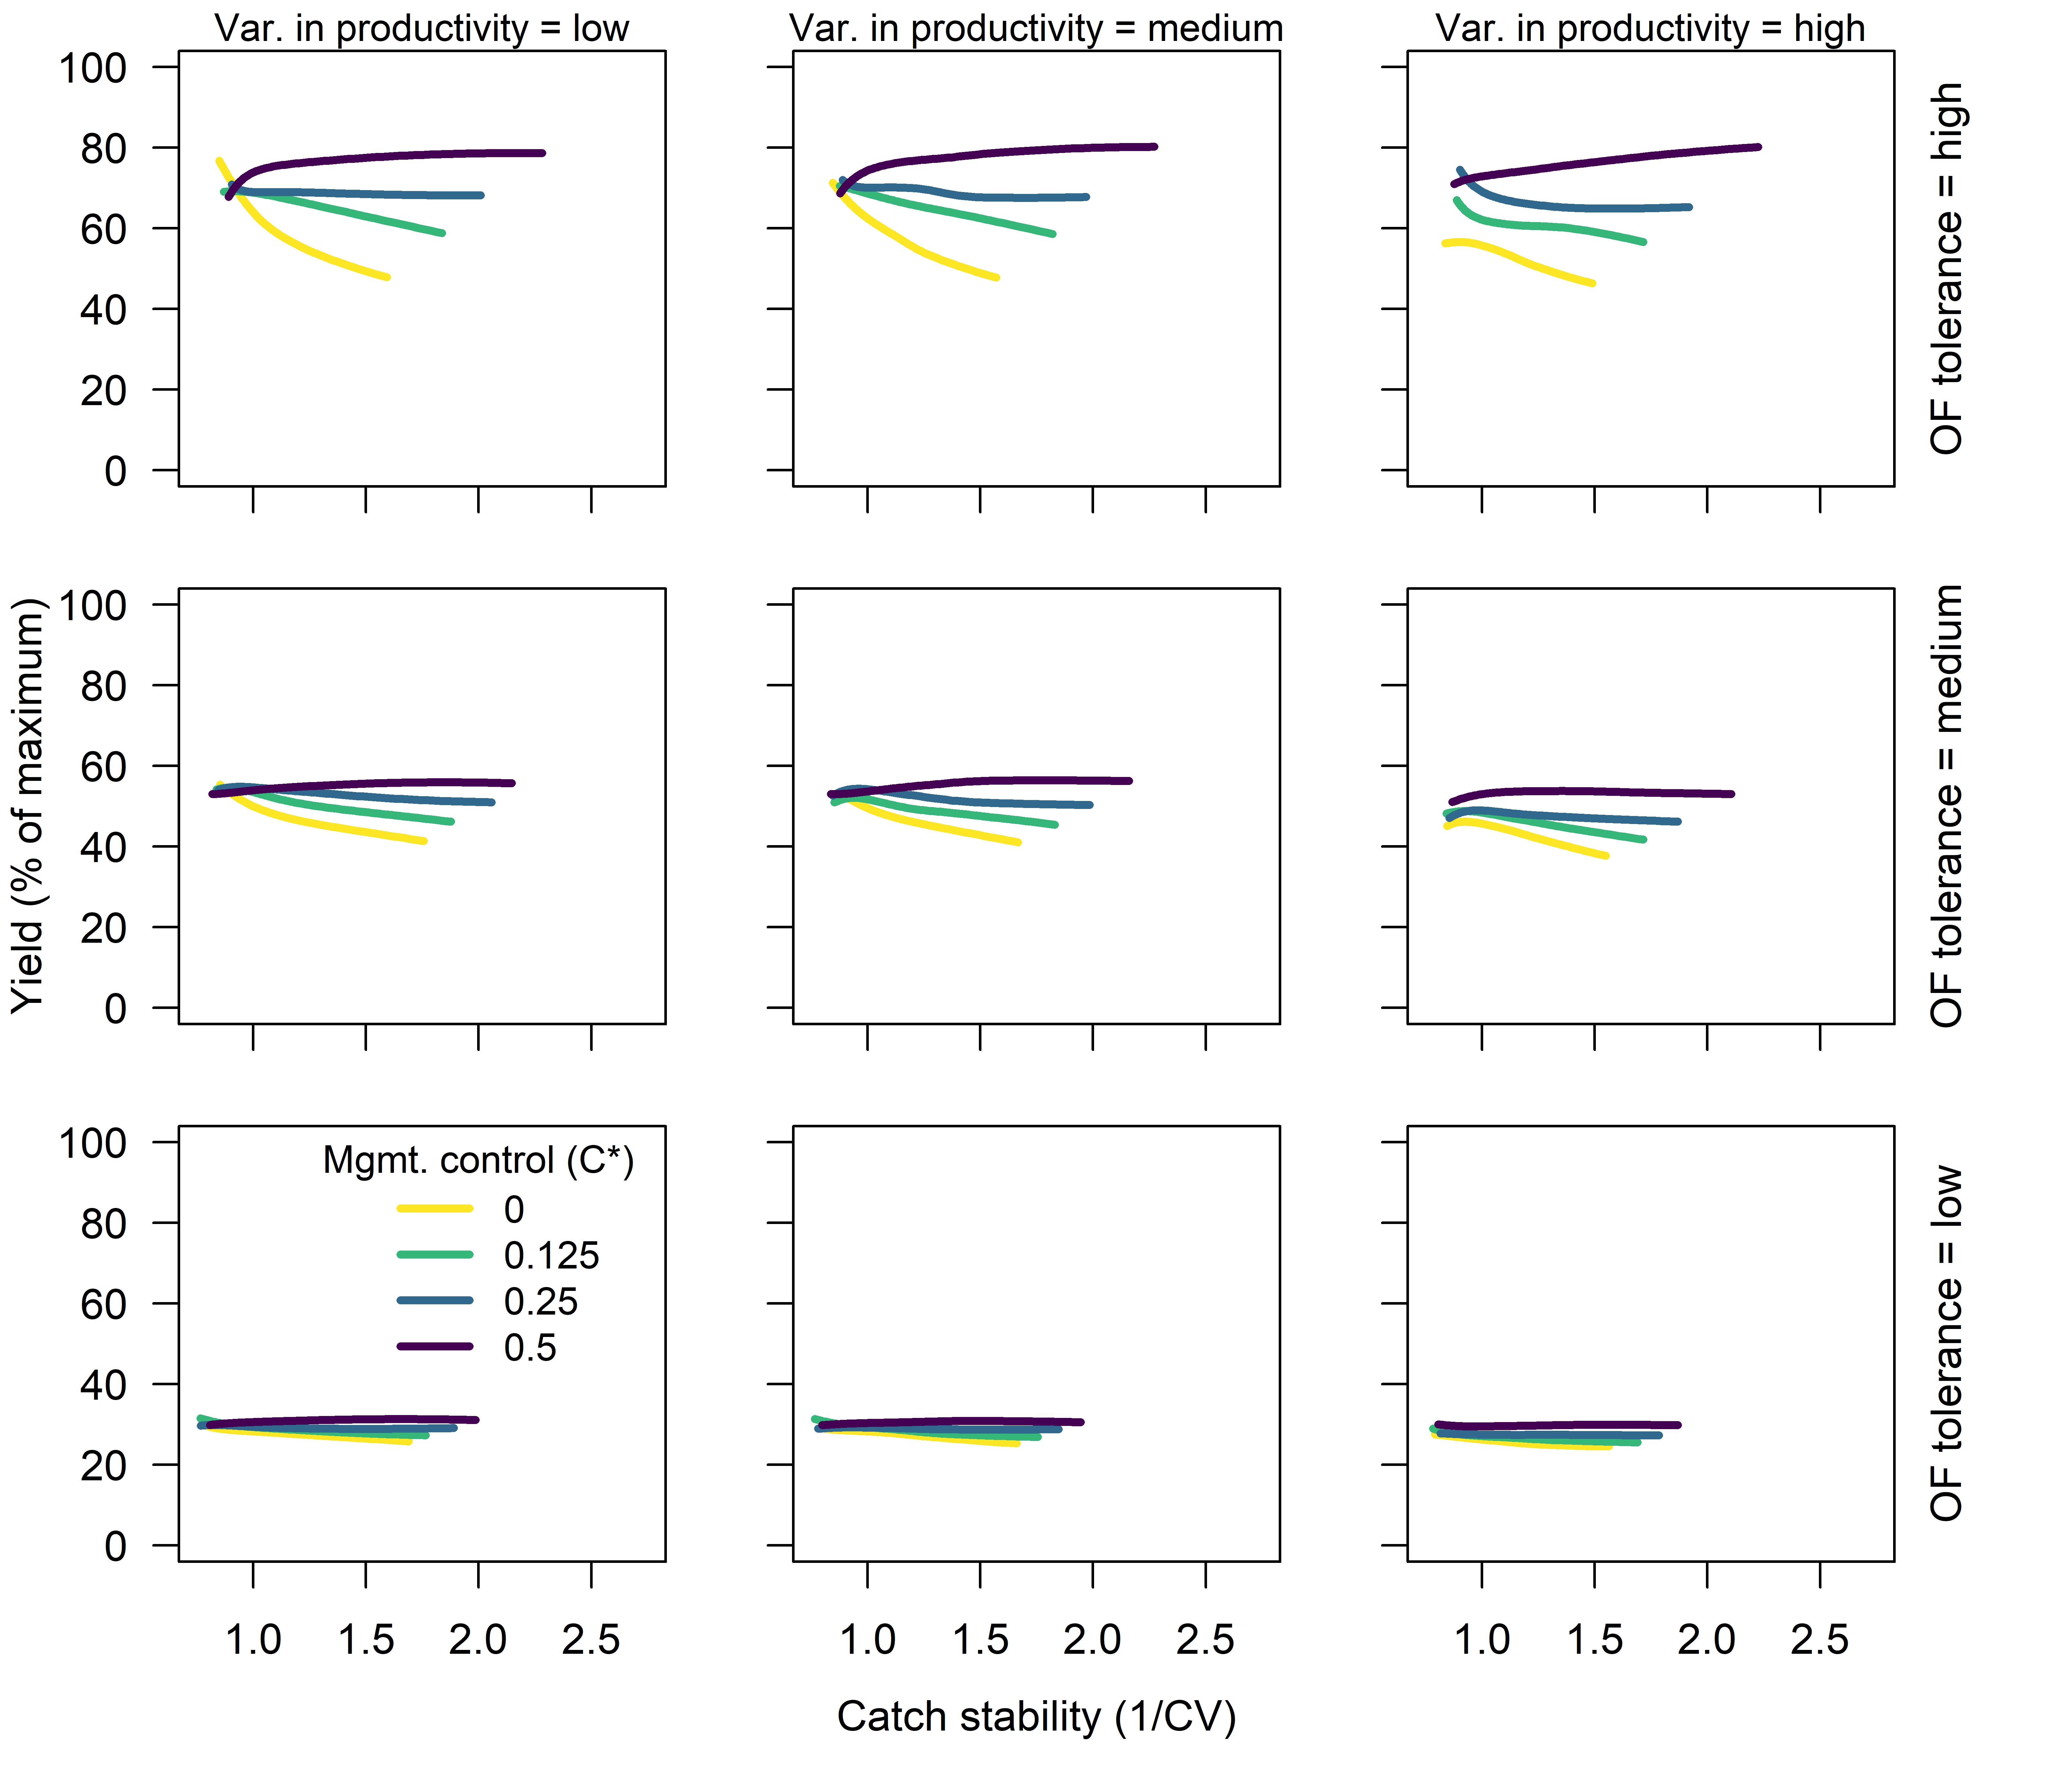 Var. in productivity = low
Var. in productivity = medium
Var. in productivity = high
100
80
60
40
20
0
OF tolerance = high
Yield (% of maximum)
100
80
60
40
20
0
OF tolerance = medium
100
80
60
40
20
0
Mgmt. control (C*)
0
0.125
0.25
0.5
OF tolerance = low
1.0 1.5 2.0 2.5
1.0 1.5 2.0 2.5
1.0 1.5 2.0 2.5
Catch stability (1/CV)